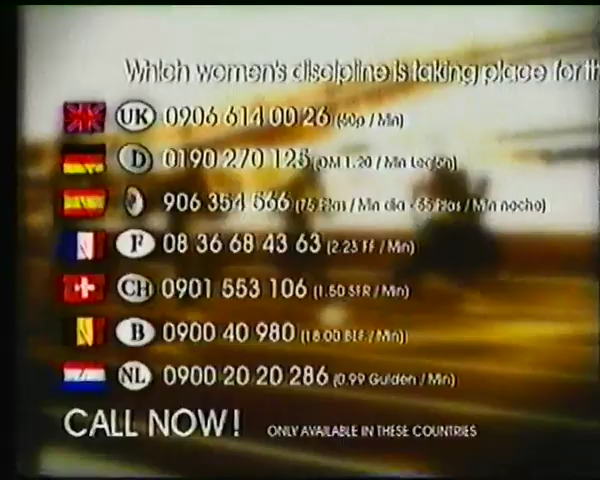 Which women's discipline is taking place for th
UK 0906 614 00 26 (60p / Min)
D 0190 270 125 (DM 1.20 / Min Legion)
906 354 566 (75 Ptas / Min dia - 65 Ptas / Min noche)
F 08 36 68 43 63 (2.23 FF / Min)
CH 0901 553 106 (1.50 SFR / Min)
B 0900 40 980 (18.00 BEF / Min)
NL 0900 20 20 286 (0.99 Gulden / Min)
CALL NOW! ONLY AVAILABLE IN THESE COUNTRIES